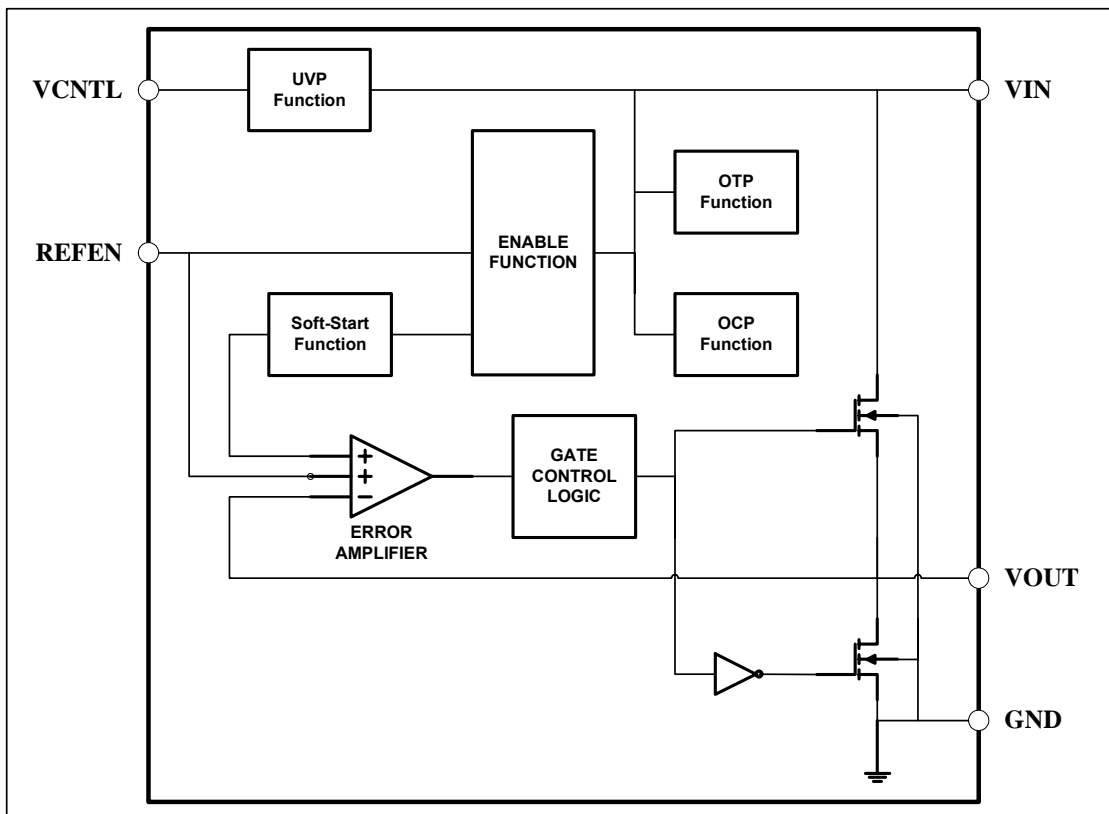 UVP
Function
VCNTL
VIN
OTP
Function
REFEN
ENABLE
FUNCTION
Soft-Start
Function
OCP
Function
+
+
−
GATE
CONTROL
LOGIC
ERROR
AMPLIFIER
VOUT
GND